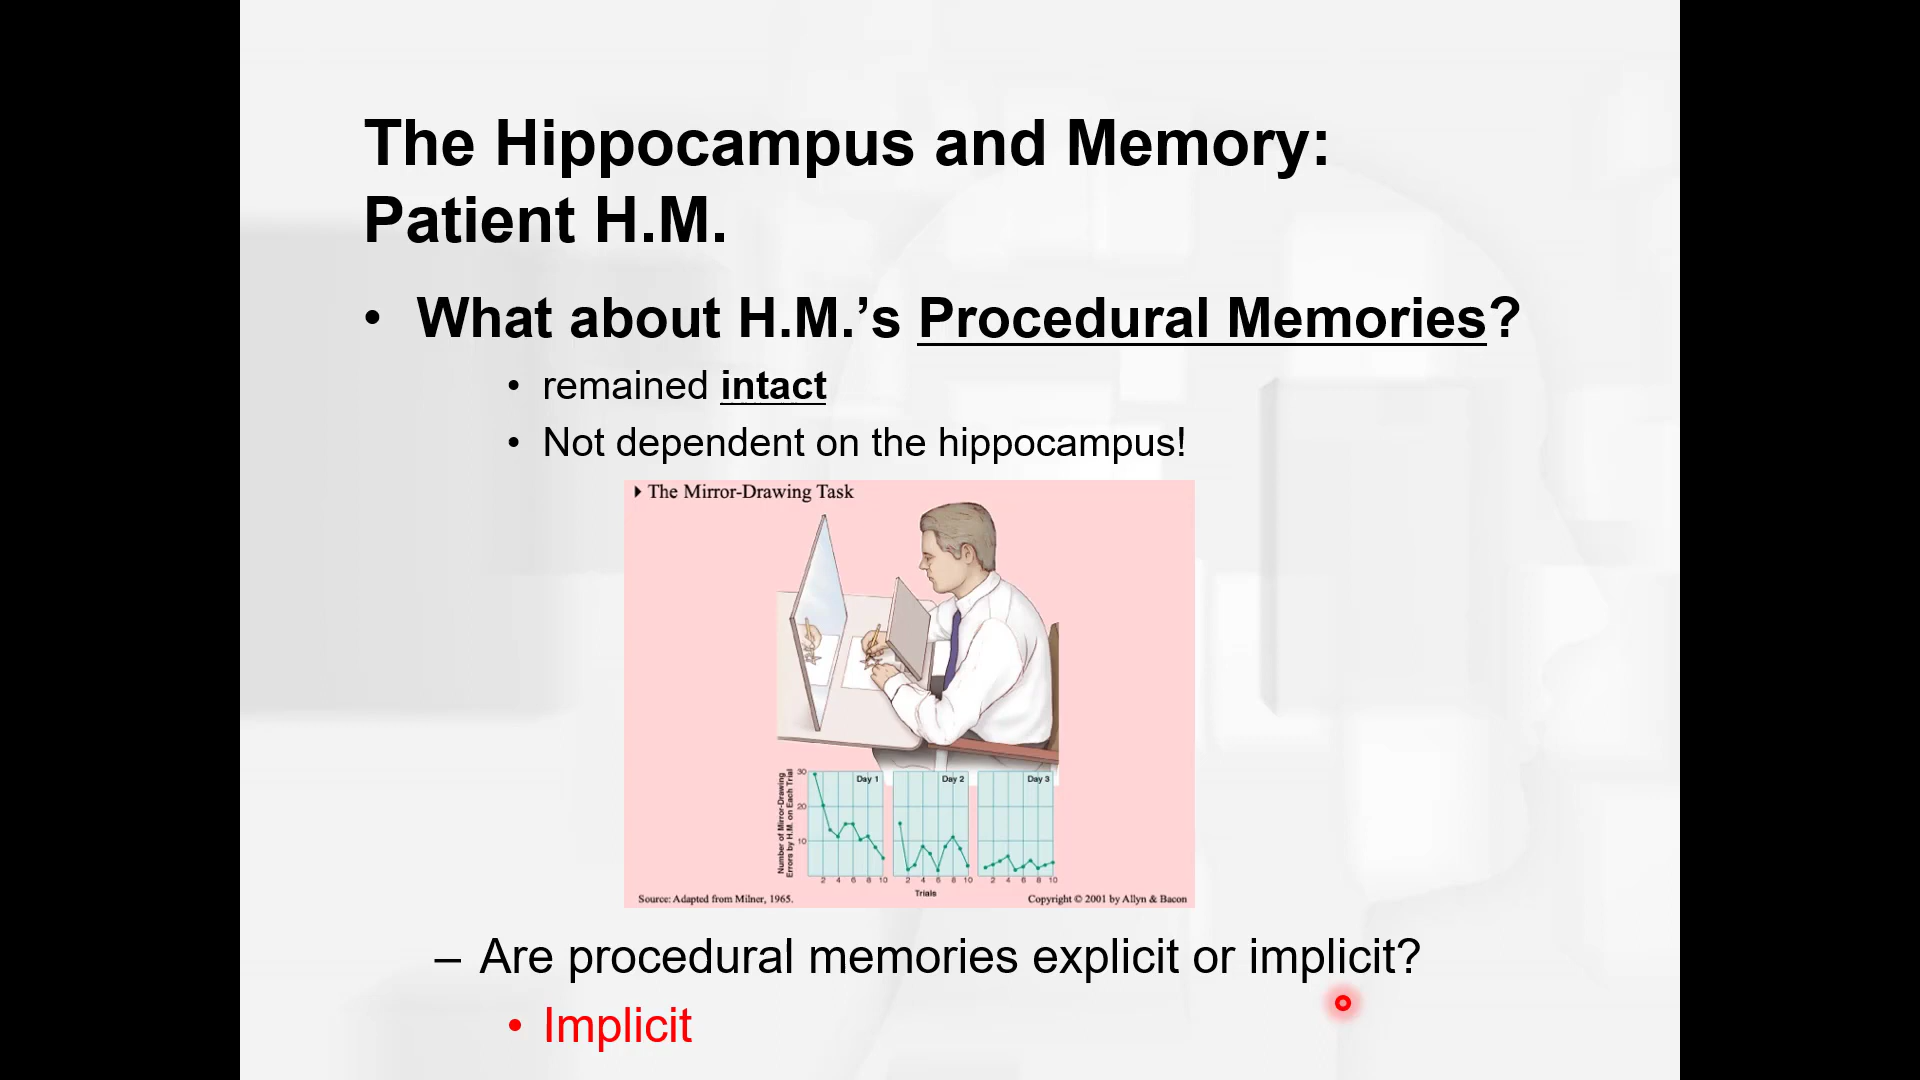 The Hippocampus and Memory:
Patient H.M.
• What about H.M.’s Procedural Memories?
• remained intact
• Not dependent on the hippocampus!
The Mirror-Drawing Task
Number of Mirror-Drawing
Errors by H.M. on Each Trial
30
20
10
Day 1
Day 2
Day 3
2 4 6 8 10
2 4 6 8 10
2 4 6 8 10
Trials
Source: Adapted from Milner, 1965.
Copyright © 2001 by Allyn & Bacon
– Are procedural memories explicit or implicit?
• Implicit